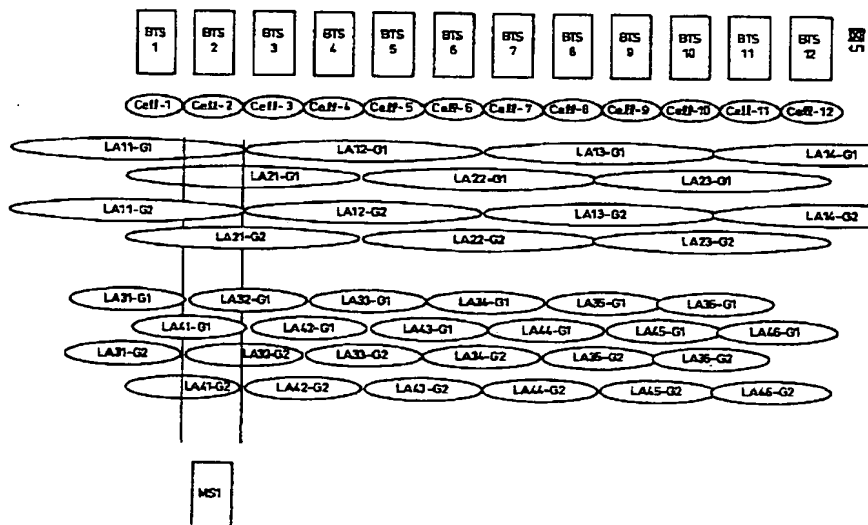 BTS 1 BTS 2 BTS 3 BTS 4 BTS 5 BTS 6 BTS 7 BTS 8 BTS 9 BTS 10 BTS 11 BTS 12
図5
Cell-1 Cell-2 Cell-3 Cell-4 Cell-5 Cell-6 Cell-7 Cell-8 Cell-9 Cell-10 Cell-11 Cell-12
LA11-G1 LA12-G1 LA13-G1 LA14-G1
LA21-G1 LA22-G1 LA23-G1
LA11-G2 LA12-G2 LA13-G2 LA14-G2
LA21-G2 LA22-G2 LA23-G2
LA31-G1 LA32-G1 LA33-G1 LA34-G1 LA35-G1 LA36-G1
LA41-G1 LA42-G1 LA43-G1 LA44-G1 LA45-G1 LA46-G1
LA31-G2 LA32-G2 LA33-G2 LA34-G2 LA35-G2 LA36-G2
LA41-G2 LA42-G2 LA43-G2 LA44-G2 LA45-G2 LA46-G2
MS1